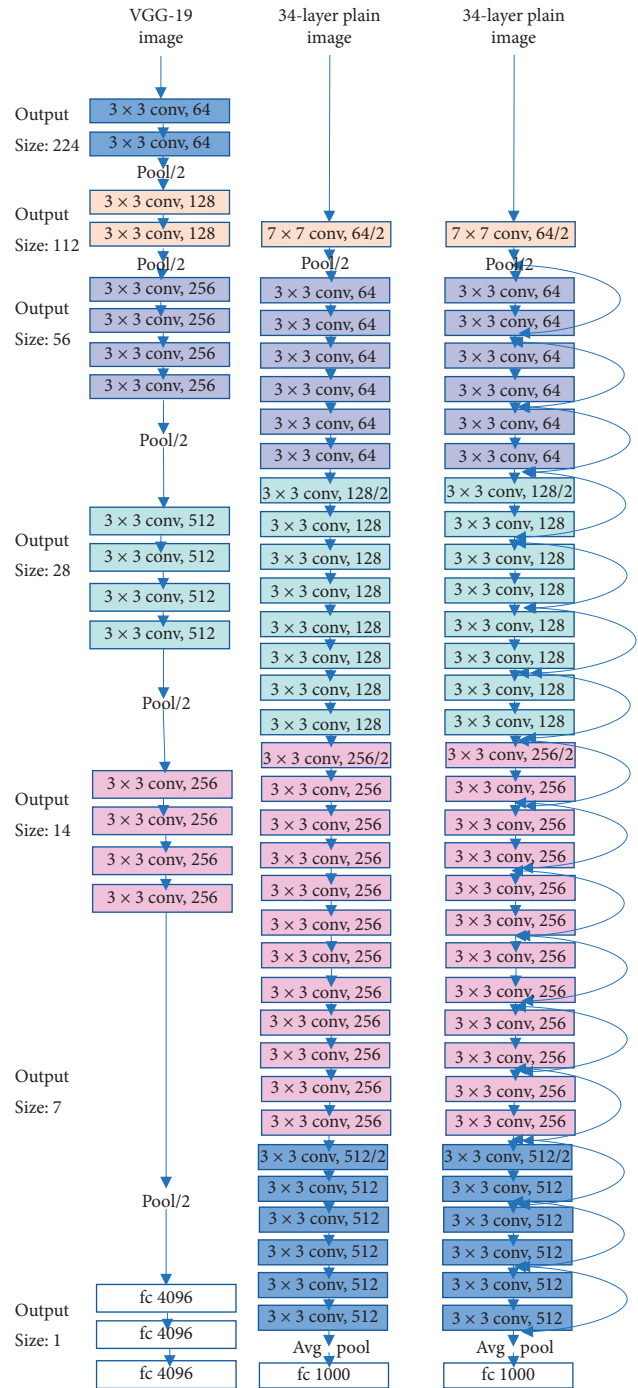 VGG-19
image
34-layer plain
image
34-layer plain
image
Output
Size: 224
3 × 3 conv, 64
3 × 3 conv, 64
Pool/2
Output
Size: 112
3 × 3 conv, 128
3 × 3 conv, 128
Pool/2
Output
Size: 56
3 × 3 conv, 256
3 × 3 conv, 256
3 × 3 conv, 256
3 × 3 conv, 256
Pool/2
Output
Size: 28
3 × 3 conv, 512
3 × 3 conv, 512
3 × 3 conv, 512
3 × 3 conv, 512
Pool/2
Output
Size: 14
3 × 3 conv, 256
3 × 3 conv, 256
3 × 3 conv, 256
3 × 3 conv, 256
Output
Size: 7
Pool/2
Output
Size: 1
fc 4096
fc 4096
fc 4096
7 × 7 conv, 64/2
Pool/2
3 × 3 conv, 64
3 × 3 conv, 64
3 × 3 conv, 64
3 × 3 conv, 64
3 × 3 conv, 64
3 × 3 conv, 64
3 × 3 conv, 128/2
3 × 3 conv, 128
3 × 3 conv, 128
3 × 3 conv, 128
3 × 3 conv, 128
3 × 3 conv, 128
3 × 3 conv, 128
3 × 3 conv, 128
3 × 3 conv, 256/2
3 × 3 conv, 256
3 × 3 conv, 256
3 × 3 conv, 256
3 × 3 conv, 256
3 × 3 conv, 256
3 × 3 conv, 256
3 × 3 conv, 256
3 × 3 conv, 256
3 × 3 conv, 256
3 × 3 conv, 256
3 × 3 conv, 256
3 × 3 conv, 512/2
3 × 3 conv, 512
3 × 3 conv, 512
3 × 3 conv, 512
3 × 3 conv, 512
3 × 3 conv, 512
Avg pool
fc 1000
7 × 7 conv, 64/2
Pool/2
3 × 3 conv, 64
3 × 3 conv, 64
3 × 3 conv, 64
3 × 3 conv, 64
3 × 3 conv, 64
3 × 3 conv, 64
3 × 3 conv, 128/2
3 × 3 conv, 128
3 × 3 conv, 128
3 × 3 conv, 128
3 × 3 conv, 128
3 × 3 conv, 128
3 × 3 conv, 128
3 × 3 conv, 128
3 × 3 conv, 256/2
3 × 3 conv, 256
3 × 3 conv, 256
3 × 3 conv, 256
3 × 3 conv, 256
3 × 3 conv, 256
3 × 3 conv, 256
3 × 3 conv, 256
3 × 3 conv, 256
3 × 3 conv, 256
3 × 3 conv, 256
3 × 3 conv, 256
3 × 3 conv, 512/2
3 × 3 conv, 512
3 × 3 conv, 512
3 × 3 conv, 512
3 × 3 conv, 512
3 × 3 conv, 512
Avg pool
fc 1000